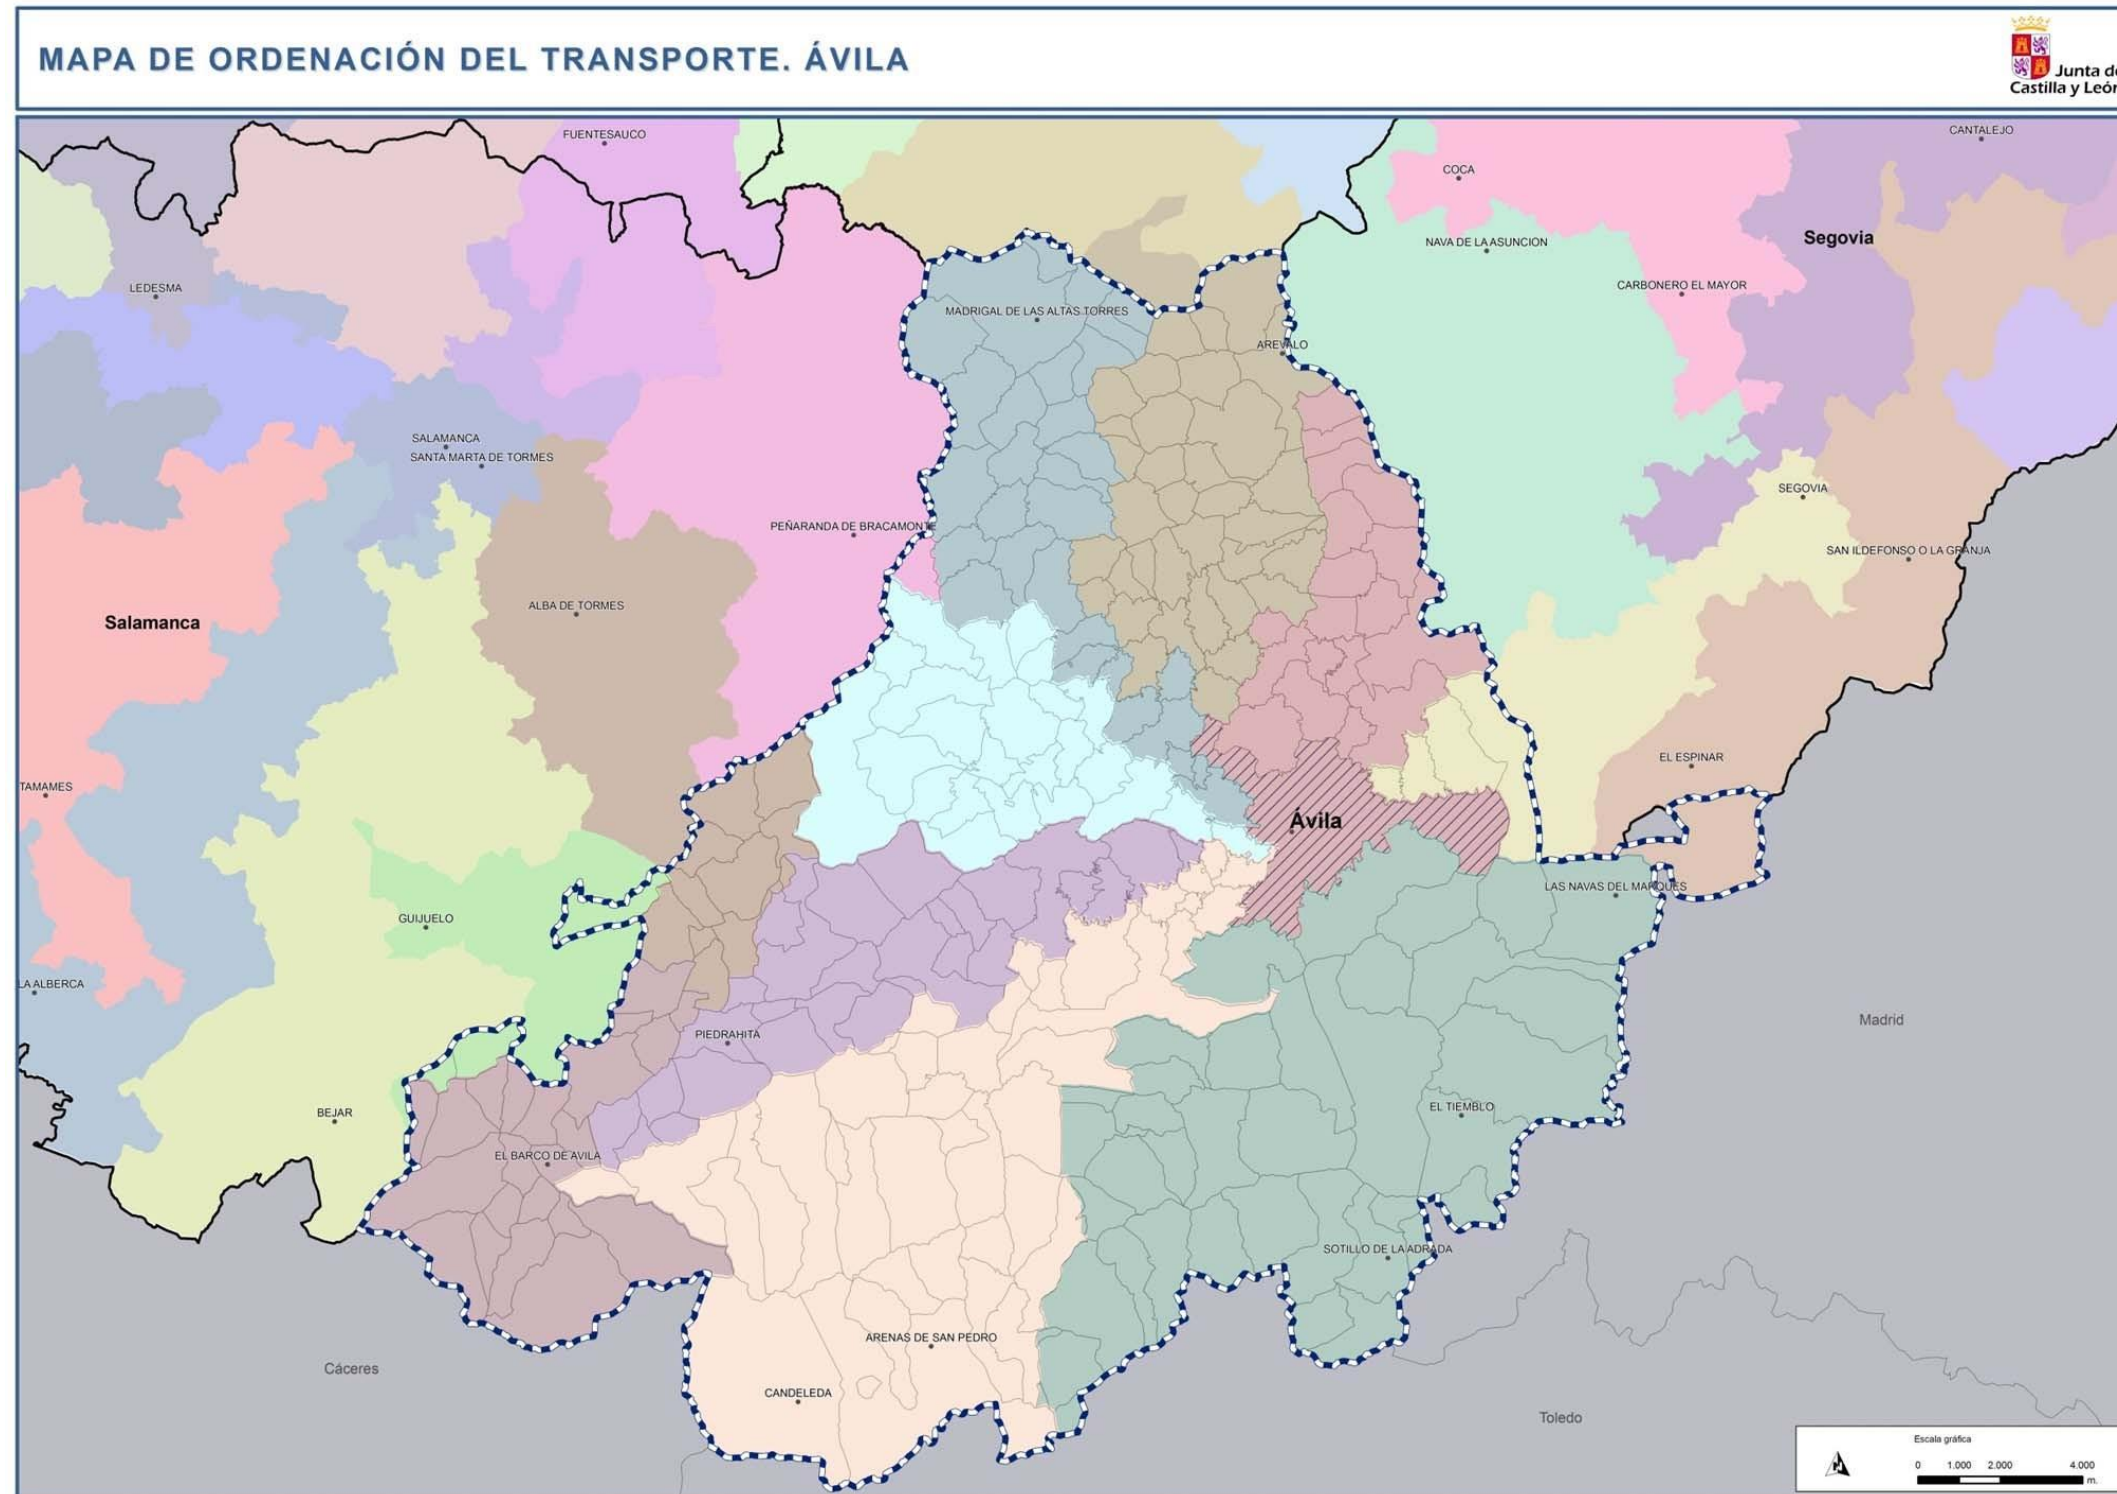 MAPA DE ORDENACIÓN DEL TRANSPORTE. ÁVILA
Junta de
Castilla y León
FUENTESAUCO
CANTALEJO
COCA
Segovia
NAVA DE LA ASUNCION
LEDESMA
CARBONERO EL MAYOR
MADRIGAL DE LAS ALTAS TORRES
AREVALO
SALAMANCA
SANTA MARTA DE TORMES
SEGOVIA
PEÑARANDA DE BRACAMONTE
SAN ILDEFONSO O LA GRANJA
ALBA DE TORMES
Salamanca
EL ESPINAR
TAMAMES
Ávila
LAS NAVAS DEL MARQUES
GUIJUELO
LA ALBERCA
Madrid
PIEDRAHITA
EL TIEMBLO
BEJAR
EL BARCO DE AVILA
SOTILLO DE LA ADRADA
ARENAS DE SAN PEDRO
Cáceres
CANDELEDA
Toledo
Escala gráfica
0 1.000 2.000 4.000
m.